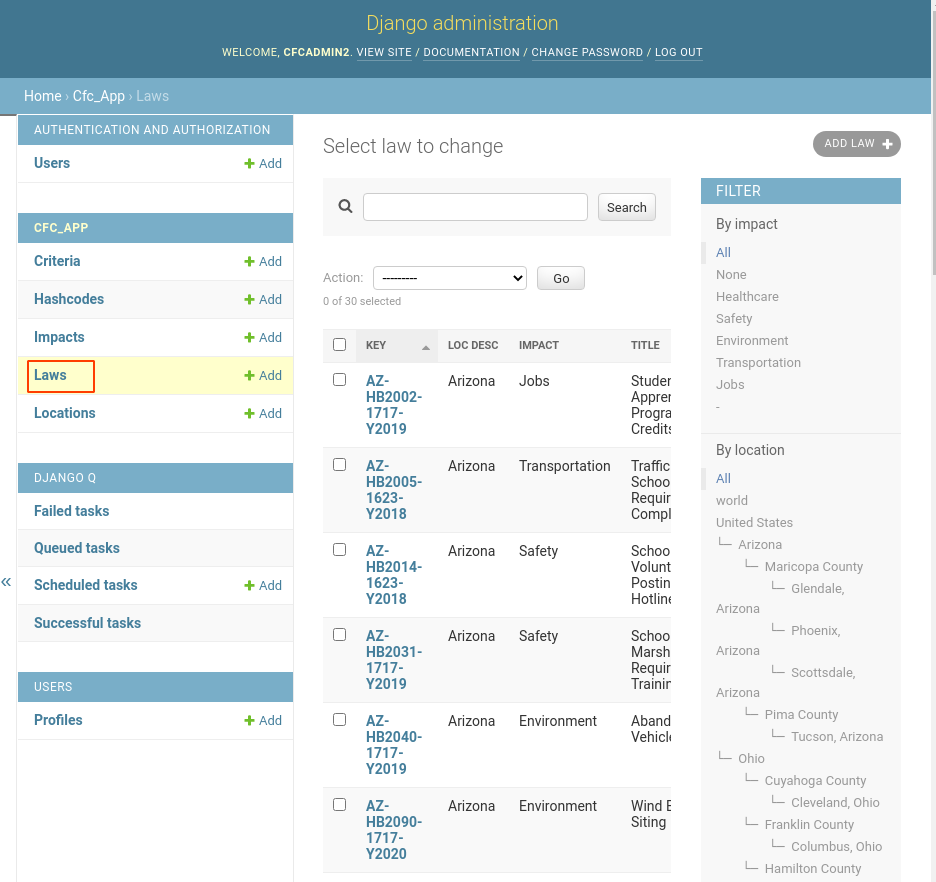 Django administration
WELCOME, CFCADMIN2. VIEW SITE / DOCUMENTATION / CHANGE PASSWORD / LOG OUT
Home › Cfc_App › Laws
AUTHENTICATION AND AUTHORIZATION
Users Add
CFC_APP
Criteria Add
Hashcodes Add
Impacts Add
Laws Add
Locations Add
DJANGO Q
Failed tasks
Queued tasks
Scheduled tasks Add
Successful tasks
USERS
Profiles Add
«
Select law to change
ADD LAW
Search
Action: --------- Go
0 of 30 selected
KEY LOC DESC IMPACT TITLE
AZ- Arizona Jobs Studer
HB2002- Apprer
1717- Progra
Y2019 Credits
AZ- Arizona Transportation Traffic
HB2005- Schoo
1623- Requir
Y2018 Compl
AZ- Arizona Safety Schoo
HB2014- Volunt
1623- Postin
Y2018 Hotline
AZ- Arizona Safety Schoo
HB2031- Marsh
1717- Requir
Y2019 Trainin
AZ- Arizona Environment Aband
HB2040- Vehicle
1717-
Y2019
AZ- Arizona Environment Wind E
HB2090- Siting
1717-
Y2020
FILTER
By impact
All
None
Healthcare
Safety
Environment
Transportation
Jobs
-
By location
All
world
United States
└─ Arizona
└─ Maricopa County
└─ Glendale,
Arizona
└─ Phoenix,
Arizona
└─ Scottsdale,
Arizona
└─ Pima County
└─ Tucson, Arizona
└─ Ohio
└─ Cuyahoga County
└─ Cleveland, Ohio
└─ Franklin County
└─ Columbus, Ohio
└─ Hamilton County